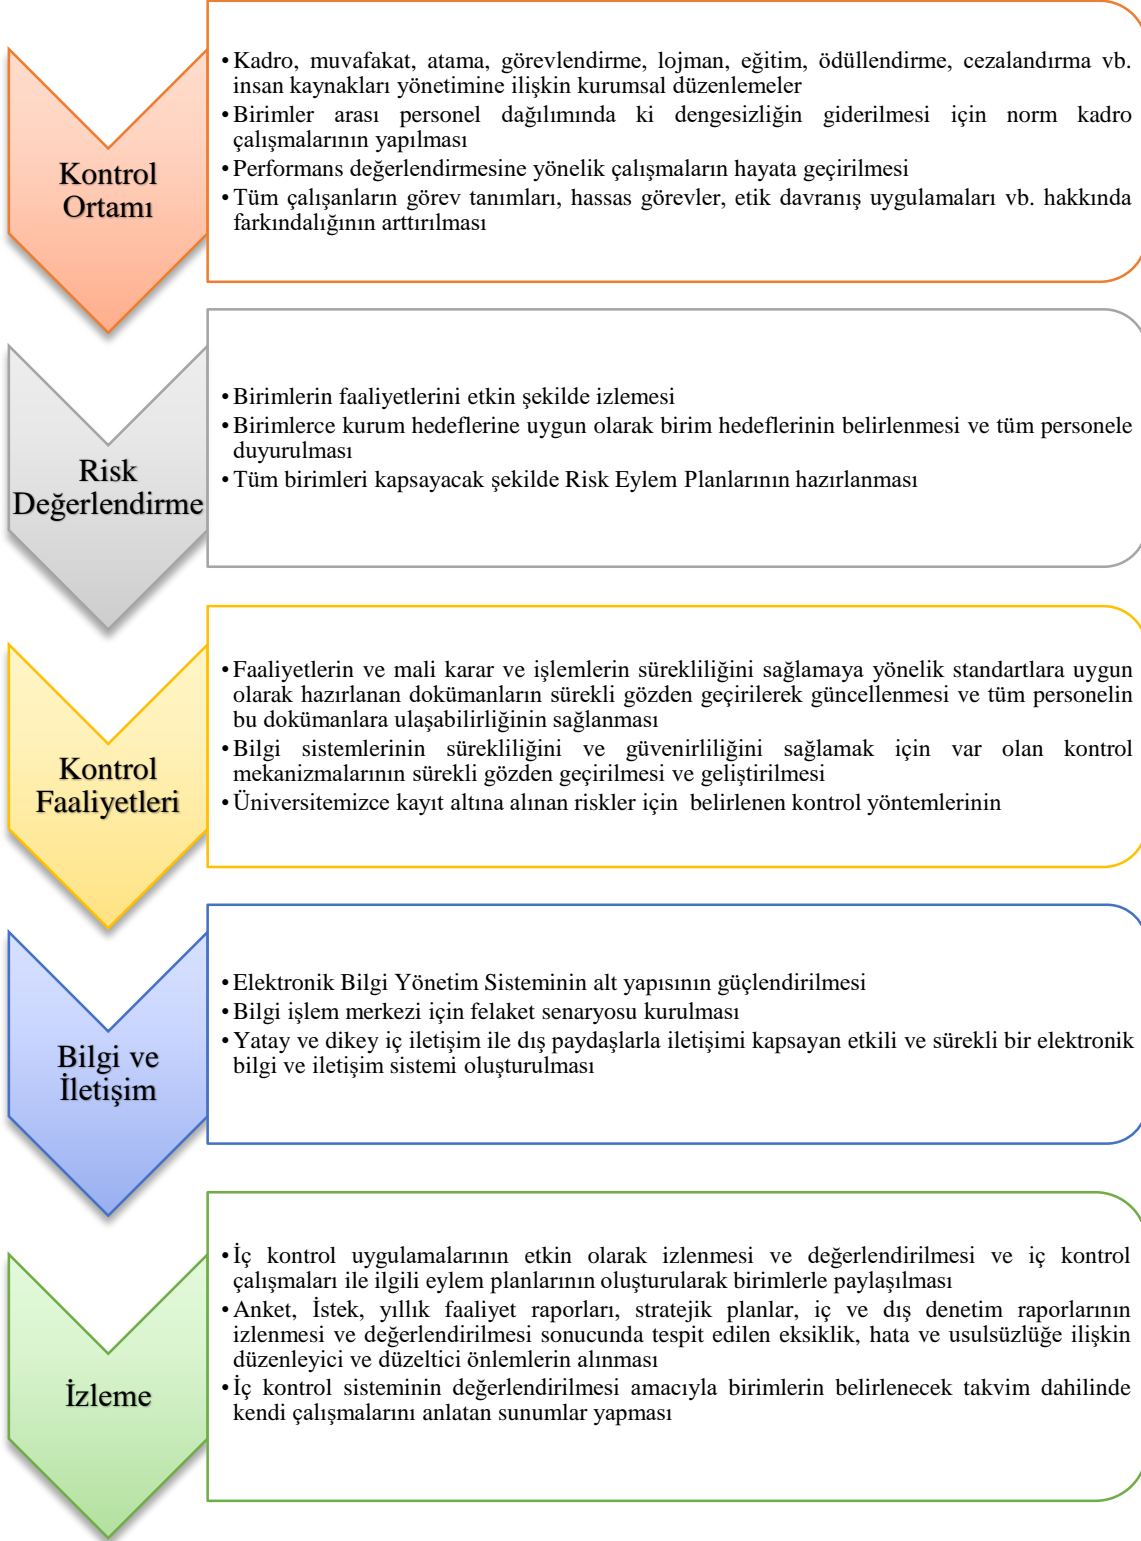 Kontrol
Ortamı
•Kadro, muvafakat, atama, görevlendirme, lojman, eğitim, ödüllendirme, cezalandırma vb.
insan kaynakları yönetimine ilişkin kurumsal düzenlemeler
•Birimler arası personel dağılımında ki dengesizliğin giderilmesi için norm kadro
çalışmalarının yapılması
•Performans değerlendirmesine yönelik çalışmaların hayata geçirilmesi
•Tüm çalışanların görev tanımları, hassas görevler, etik davranış uygulamaları vb. hakkında
farkındalığının arttırılması
Risk
Değerlendirme
•Birimlerin faaliyetlerini etkin şekilde izlemesi
•Birimlerce kurum hedeflerine uygun olarak birim hedeflerinin belirlenmesi ve tüm personele
duyurulması
•Tüm birimleri kapsayacak şekilde Risk Eylem Planlarının hazırlanması
Kontrol
Faaliyetleri
•Faaliyetlerin ve mali karar ve işlemlerin sürekliliğini sağlamaya yönelik standartlara uygun
olarak hazırlanan dokümanların sürekli gözden geçirilerek güncellenmesi ve tüm personelin
bu dokümanlara ulaşabilirliğinin sağlanması
•Bilgi sistemlerinin sürekliliğini ve güvenirliliğini sağlamak için var olan kontrol
mekanizmalarının sürekli gözden geçirilmesi ve geliştirilmesi
•Üniversitemizce kayıt altına alınan riskler için  belirlenen kontrol yöntemlerinin
Bilgi ve
İletişim
•Elektronik Bilgi Yönetim Sisteminin alt yapısının güçlendirilmesi
•Bilgi işlem merkezi için felaket senaryosu kurulması
•Yatay ve dikey iç iletişim ile dış paydaşlarla iletişimi kapsayan etkili ve sürekli bir elektronik
bilgi ve iletişim sistemi oluşturulması
İzleme
•İç kontrol uygulamalarının etkin olarak izlenmesi ve değerlendirilmesi ve iç kontrol
çalışmaları ile ilgili eylem planlarının oluşturularak birimlerle paylaşılması
•Anket, İstek, yıllık faaliyet raporları, stratejik planlar, iç ve dış denetim raporlarının
izlenmesi ve değerlendirilmesi sonucunda tespit edilen eksiklik, hata ve usulsüzlüğe ilişkin
düzenleyici ve düzeltici önlemlerin alınması
•İç kontrol sisteminin değerlendirilmesi amacıyla birimlerin belirlenecek takvim dahilinde
kendi çalışmalarını anlatan sunumlar yapması